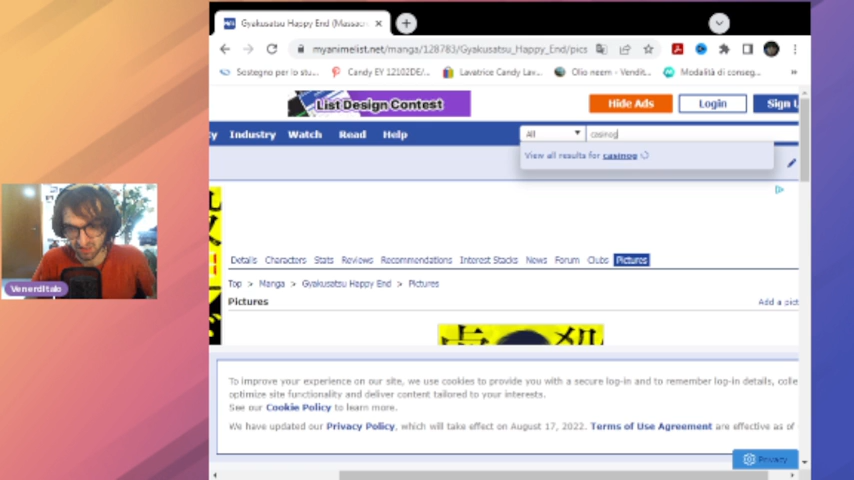 Gyakusatsu Happy End (Massacr
myanimelist.net/manga/128783/Gyakusatsu_Happy_End/pics
Sostegno per lo stu...
Candy EY 12102DE/...
Lavatrice Candy Lav...
Olio neem - Vendit...
Modalità di conseg...
List Design Contest
Hide Ads
Login
Sign U
y Industry Watch Read Help
All
casinog
View all results for casinog
Details Characters Stats Reviews Recommendations Interest Stacks News Forum Clubs Pictures
Top > Manga > Gyakusatsu Happy End > Pictures
Pictures
Add a pict
VenerdItalo
To improve your experience on our site, we use cookies to provide you with a secure log-in and to remember log-in details, colle
optimize site functionality and deliver content tailored to your interests.
See our Cookie Policy to learn more.
We have updated our Privacy Policy, which will take effect on August 17, 2022. Terms of Use Agreement are effective as of
Privacy